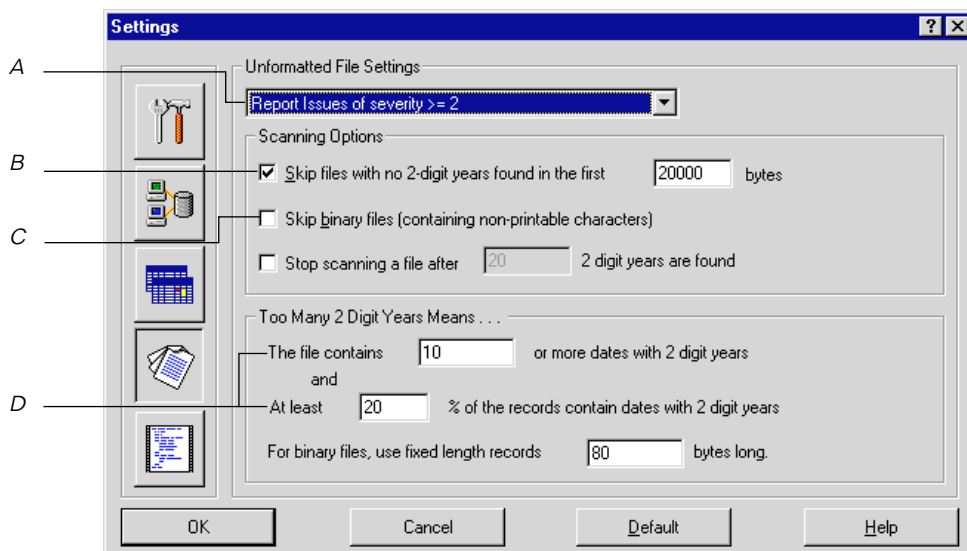 Settings
A
Unformatted File Settings
Report Issues of severity >= 2
Scanning Options
B
Skip files with no 2-digit years found in the first 20000 bytes
C
Skip binary files (containing non-printable characters)
Stop scanning a file after 20 2 digit years are found
Too Many 2 Digit Years Means . . .
The file contains 10 or more dates with 2 digit years
and
D
At least 20 % of the records contain dates with 2 digit years
For binary files, use fixed length records 80 bytes long.
OK Cancel Default Help